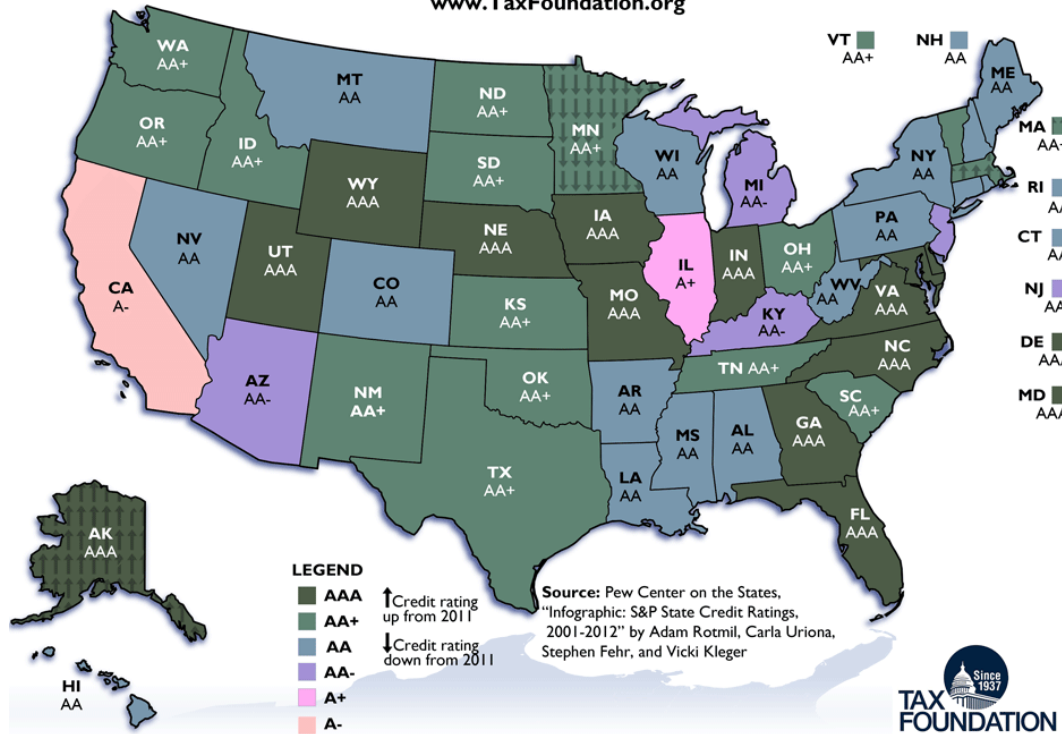 www.TaxFoundation.org
VT
AA+
NH
AA
WA
AA+
MT
AA
ND
AA+
MN
AA+
ME
AA
OR
AA+
ID
AA+
SD
AA+
WI
AA
MI
AA-
NY
AA
MA
AA+
WY
AAA
RI
AA
IA
AAA
NE
AAA
PA
AA
CT
AA
NV
AA
UT
AAA
CO
AA
IL
A+
IN
AAA
OH
AA+
WV
AA
VA
AAA
NJ
CA
A-
KS
AA+
MO
AAA
KY
AA-
DE
AAA
NC
AAA
TN AA+
AZ
AA-
NM
AA+
OK
AA+
AR
AA
SC
AA+
MD
AAA
MS
AA
AL
AA
GA
AAA
TX
AA+
LA
AA
FL
AAA
AK
AAA
HI
AA
LEGEND
AAA
AA+
AA
AA-
A+
A-
Credit rating
up from 2011
Credit rating
down from 2011
Source: Pew Center on the States,
"Infographic: S&P State Credit Ratings,
2001-2012" by Adam Rotmil, Carla Uriona,
Stephen Fehr, and Vicki Kleger
Since
1937
TAX
FOUNDATION